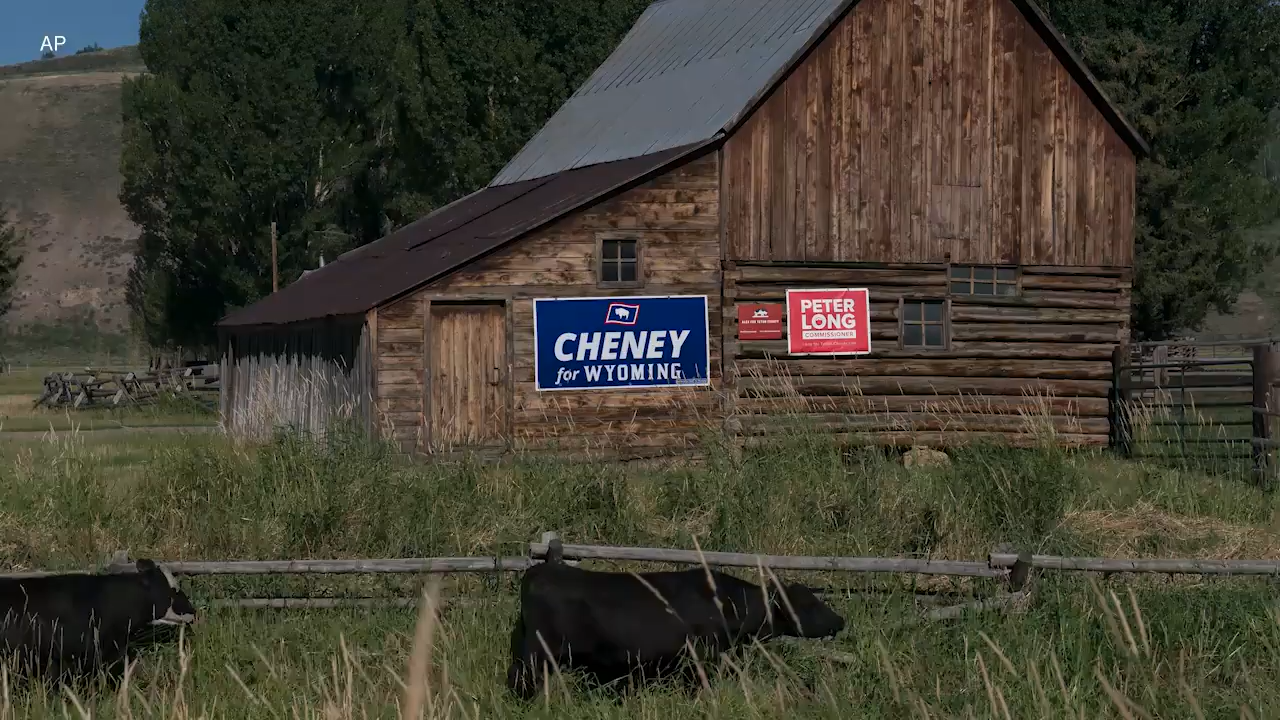 AP
CHENEY
for WYOMING
PETER
LONG
COMMISSIONER